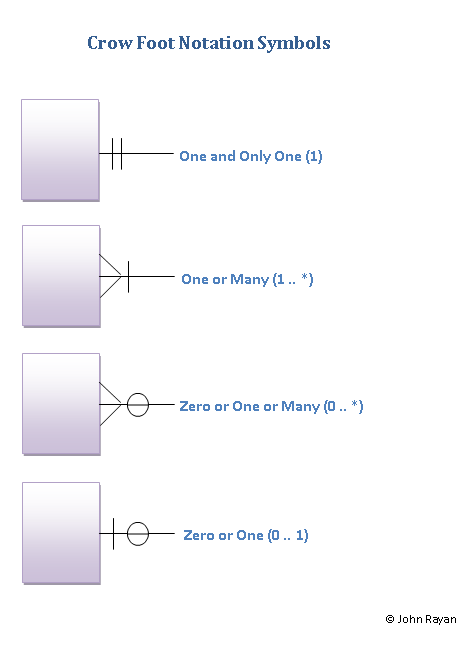 Crow Foot Notation Symbols
One and Only One (1)
One or Many (1 .. *)
Zero or One or Many (0 .. *)
Zero or One (0 .. 1)
© John Rayan